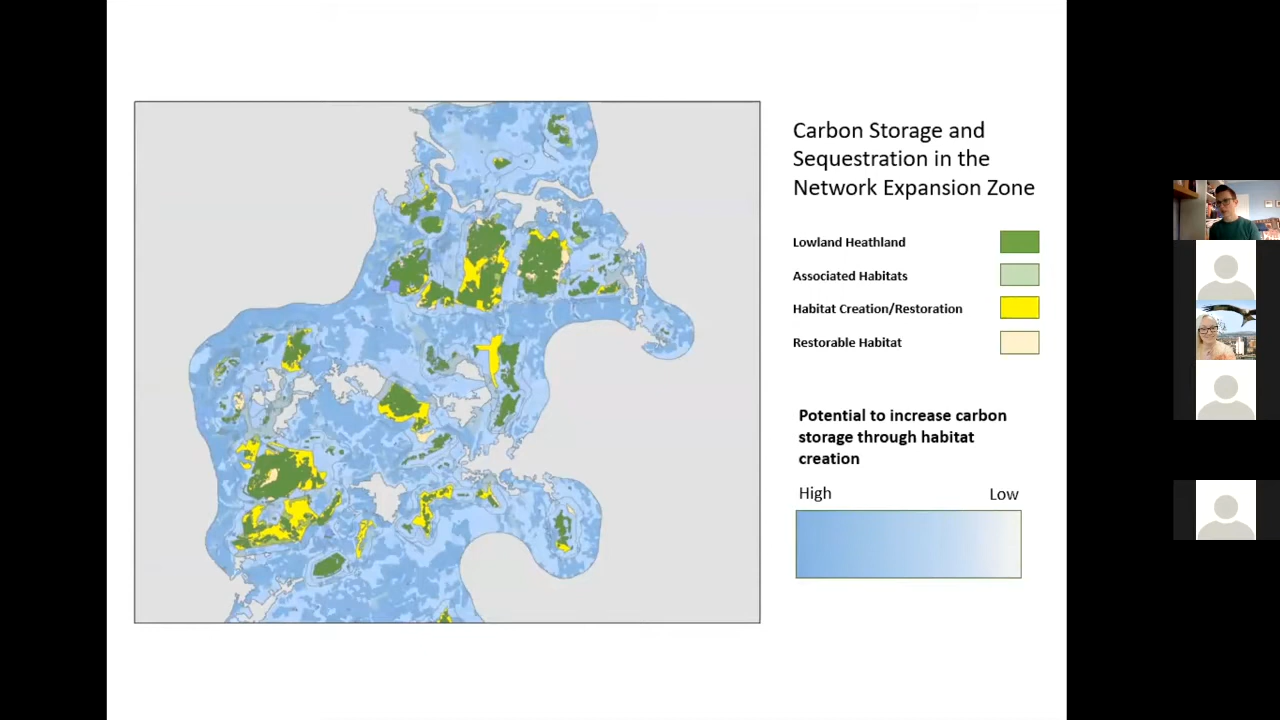 Carbon Storage and
Sequestration in the
Network Expansion Zone
Lowland Heathland
Associated Habitats
Habitat Creation/Restoration
Restorable Habitat
Potential to increase carbon
storage through habitat
creation
High Low